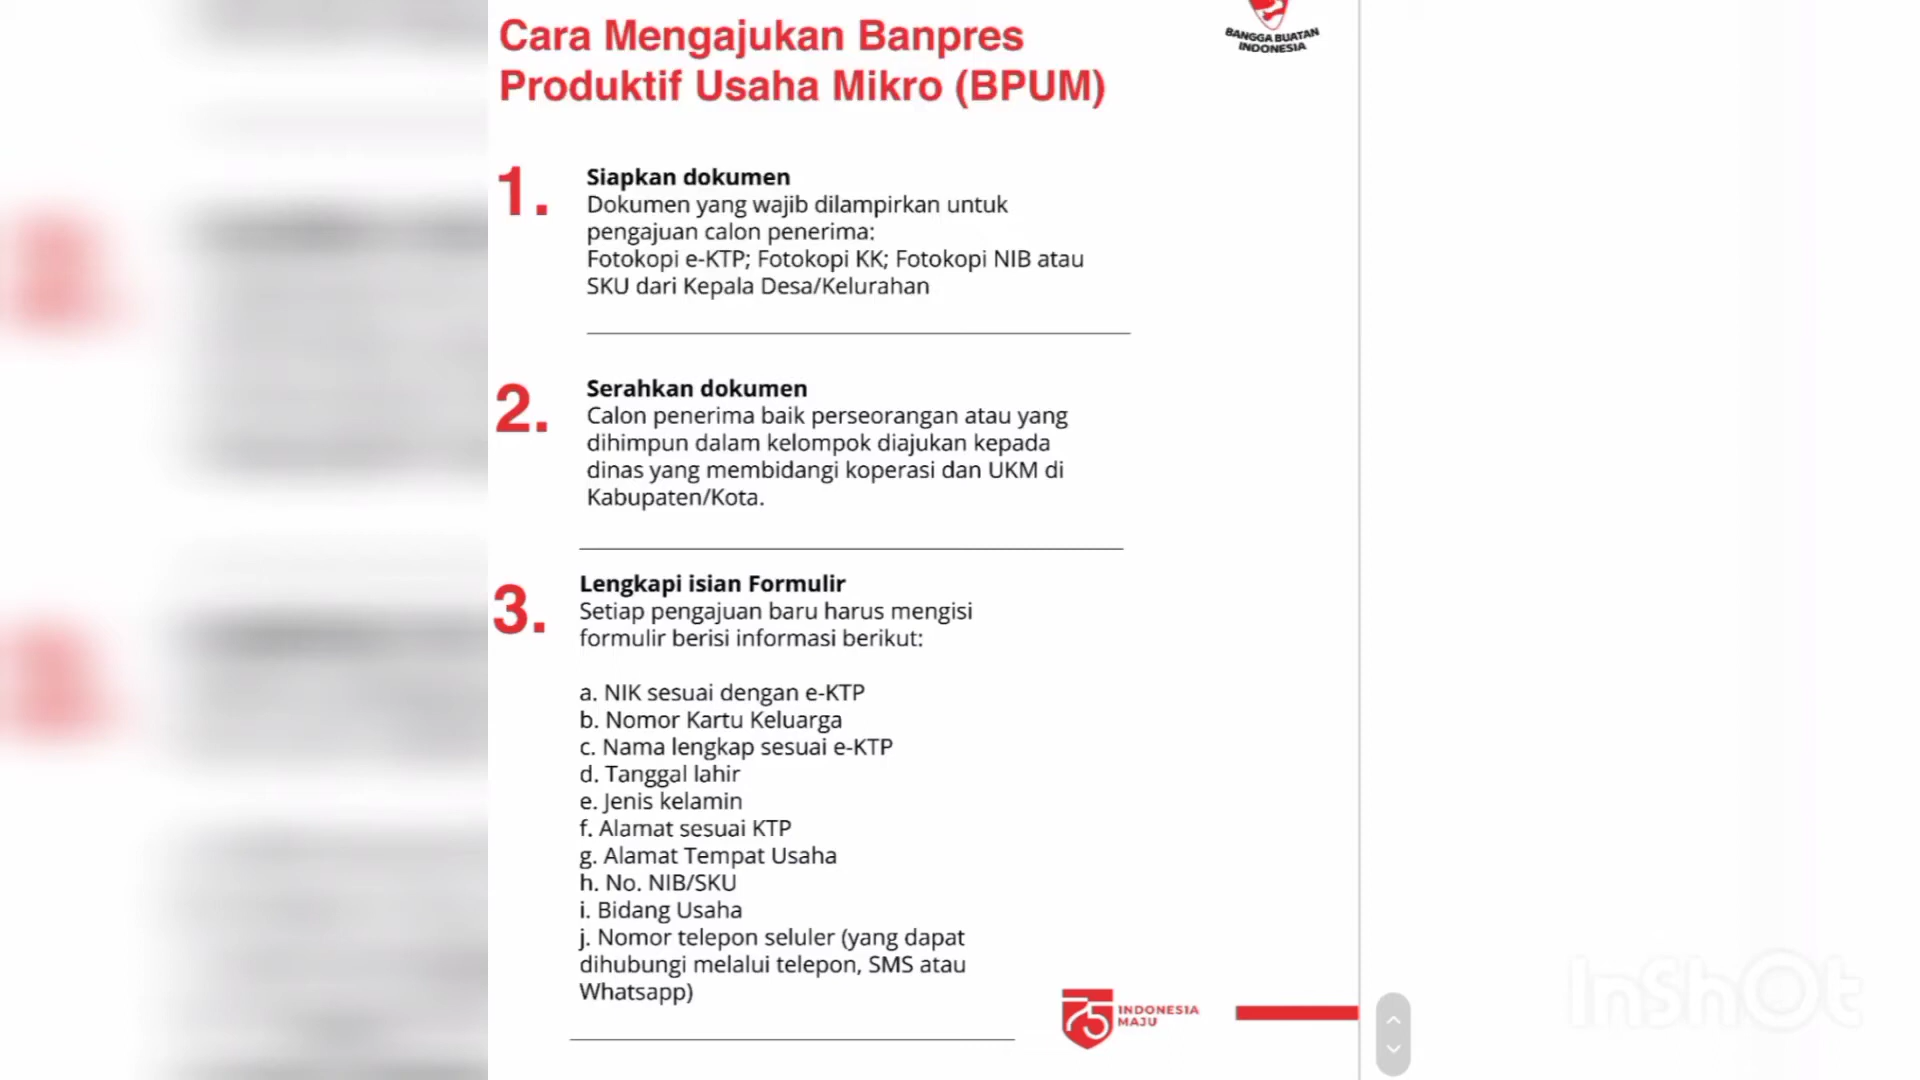 Cara Mengajukan Banpres
Produktif Usaha Mikro (BPUM)
BANGGA BUATAN
INDONESIA
1.
Siapkan dokumen
Dokumen yang wajib dilampirkan untuk
pengajuan calon penerima:
Fotokopi e-KTP; Fotokopi KK; Fotokopi NIB atau
SKU dari Kepala Desa/Kelurahan
2.
Serahkan dokumen
Calon penerima baik perseorangan atau yang
dihimpun dalam kelompok diajukan kepada
dinas yang membidangi koperasi dan UKM di
Kabupaten/Kota.
3.
Lengkapi isian Formulir
Setiap pengajuan baru harus mengisi
formulir berisi informasi berikut:
a. NIK sesuai dengan e-KTP
b. Nomor Kartu Keluarga
c. Nama lengkap sesuai e-KTP
d. Tanggal lahir
e. Jenis kelamin
f. Alamat sesuai KTP
g. Alamat Tempat Usaha
h. No. NIB/SKU
i. Bidang Usaha
j. Nomor telepon seluler (yang dapat
dihubungi melalui telepon, SMS atau
Whatsapp)
75
INDONESIA
MAJU
InShOt